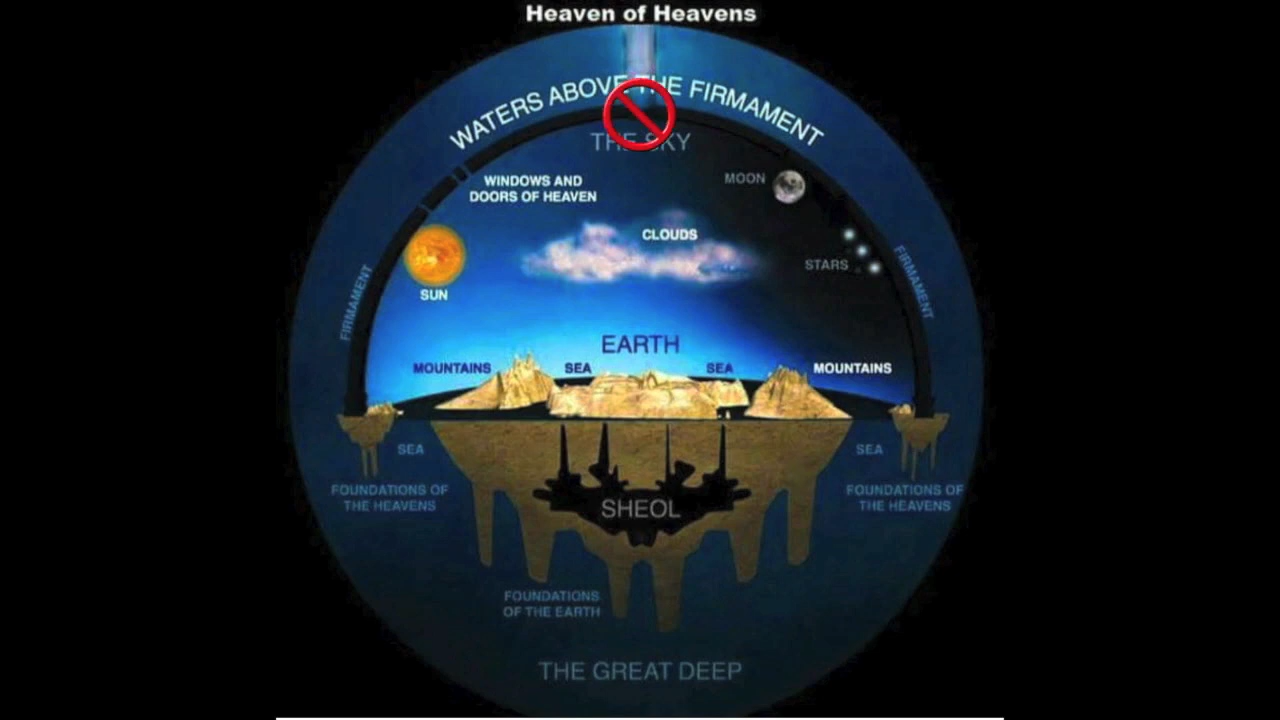 Heaven of Heavens
WATERS ABOVE THE FIRMAMENT
THE SKY
WINDOWS AND
DOORS OF HEAVEN
MOON
CLOUDS
STARS
SUN
FIRMAMENT
FIRMAMENT
EARTH
MOUNTAINS
SEA
SEA
MOUNTAINS
SEA
SEA
FOUNDATIONS OF
THE HEAVENS
FOUNDATIONS OF
THE HEAVENS
SHEOL
FOUNDATIONS
OF THE EARTH
THE GREAT DEEP